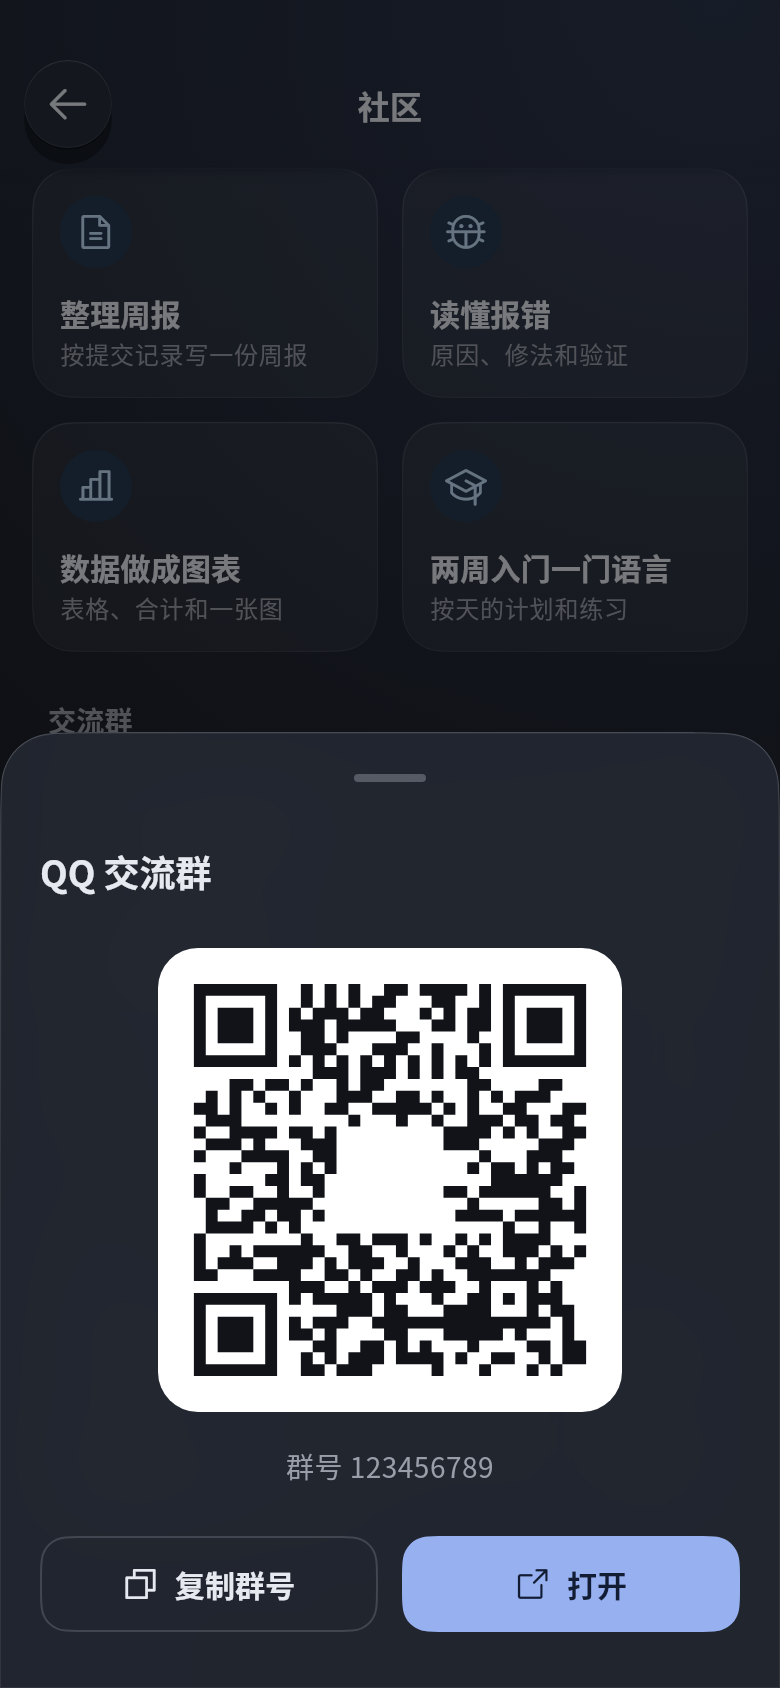 社区
整理周报
按提交记录写一份周报
读懂报错
原因、修法和验证
数据做成图表
表格、合计和一张图
两周入门一门语言
按天的计划和练习
交流群
QQ 交流群
群号 123456789
复制群号
打开